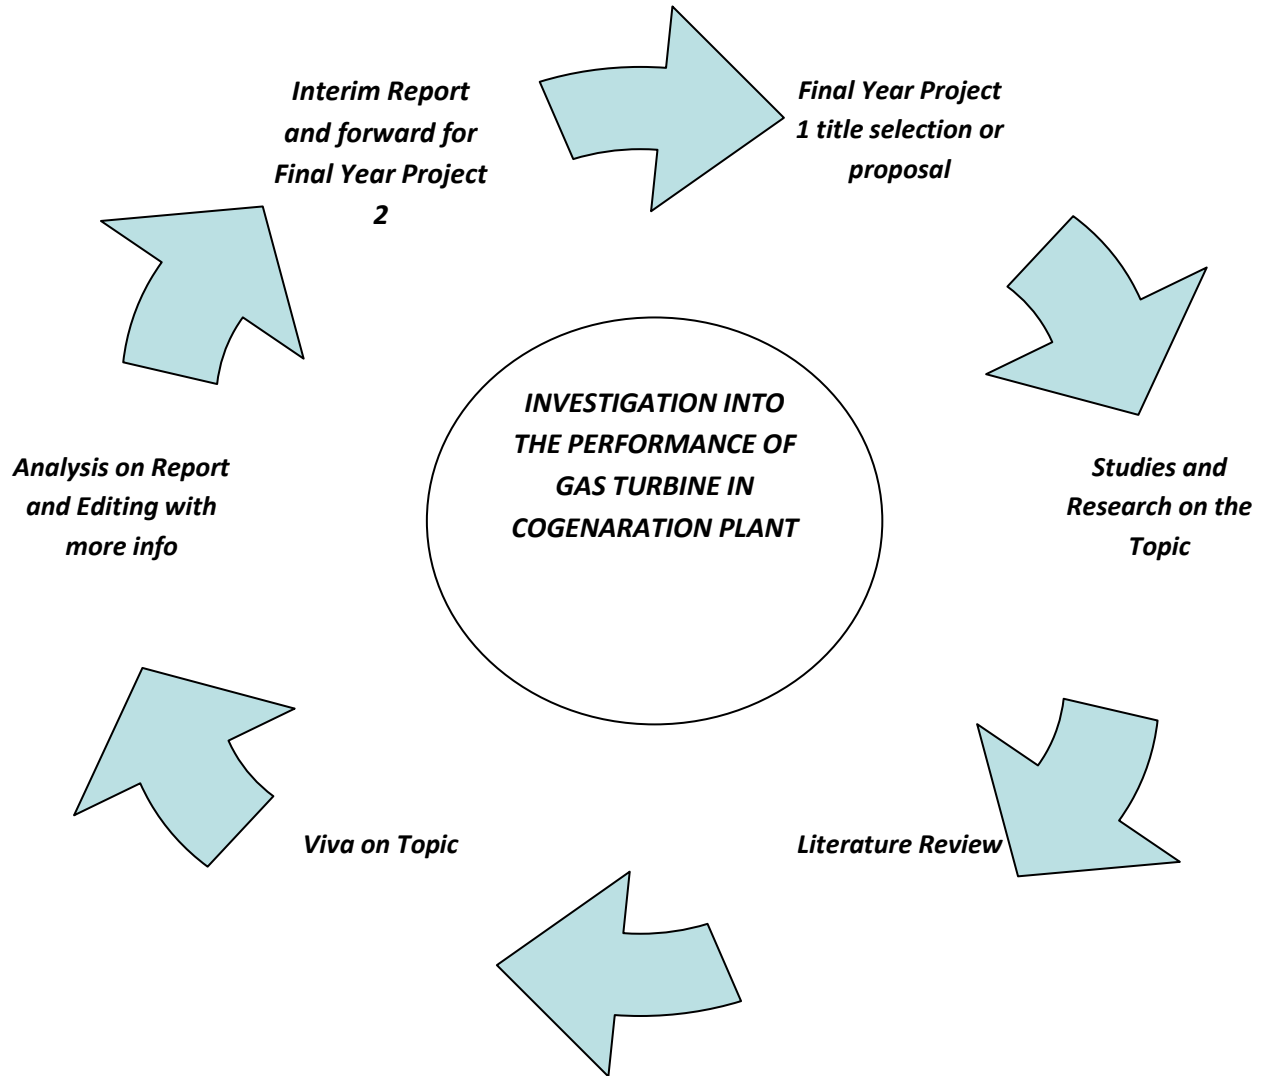 Interim Report
and forward for
Final Year Project
2
Final Year Project
1 title selection or
proposal
INVESTIGATION INTO
THE PERFORMANCE OF
GAS TURBINE IN
COGENARATION PLANT
Analysis on Report
and Editing with
more info
Studies and
Research on the
Topic
Viva on Topic
Literature Review